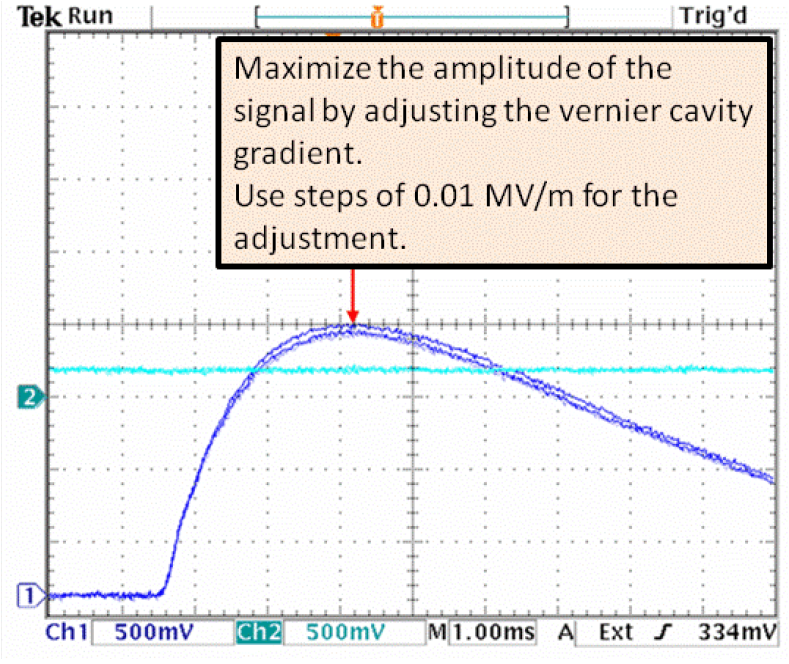 Tek Run Trig'd
T
Maximize the amplitude of the
signal by adjusting the vernier cavity
gradient.
Use steps of 0.01 MV/m for the
adjustment.
2
1
Ch1 500mV Ch2 500mV M 1.00ms A Ext ƒ 334mV